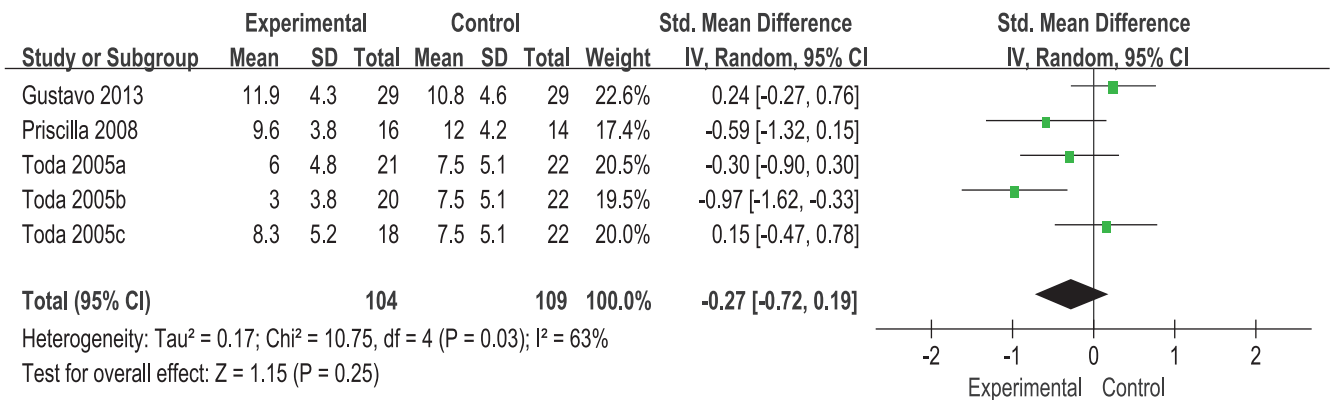 Experimental Control Std. Mean Difference Std. Mean Difference
Study or Subgroup Mean SD Total Mean SD Total Weight IV, Random, 95% CI IV, Random, 95% CI
Gustavo 2013 11.9 4.3 29 10.8 4.6 29 22.6% 0.24 [-0.27, 0.76]
Priscilla 2008 9.6 3.8 16 12 4.2 14 17.4% -0.59 [-1.32, 0.15]
Toda 2005a 6 4.8 21 7.5 5.1 22 20.5% -0.30 [-0.90, 0.30]
Toda 2005b 3 3.8 20 7.5 5.1 22 19.5% -0.97 [-1.62, -0.33]
Toda 2005c 8.3 5.2 18 7.5 5.1 22 20.0% 0.15 [-0.47, 0.78]
Total (95% CI) 104 109 100.0% -0.27 [-0.72, 0.19]
Heterogeneity: Tau² = 0.17; Chi² = 10.75, df = 4 (P = 0.03); I² = 63%
Test for overall effect: Z = 1.15 (P = 0.25)
-2 -1 0 1 2
Experimental Control